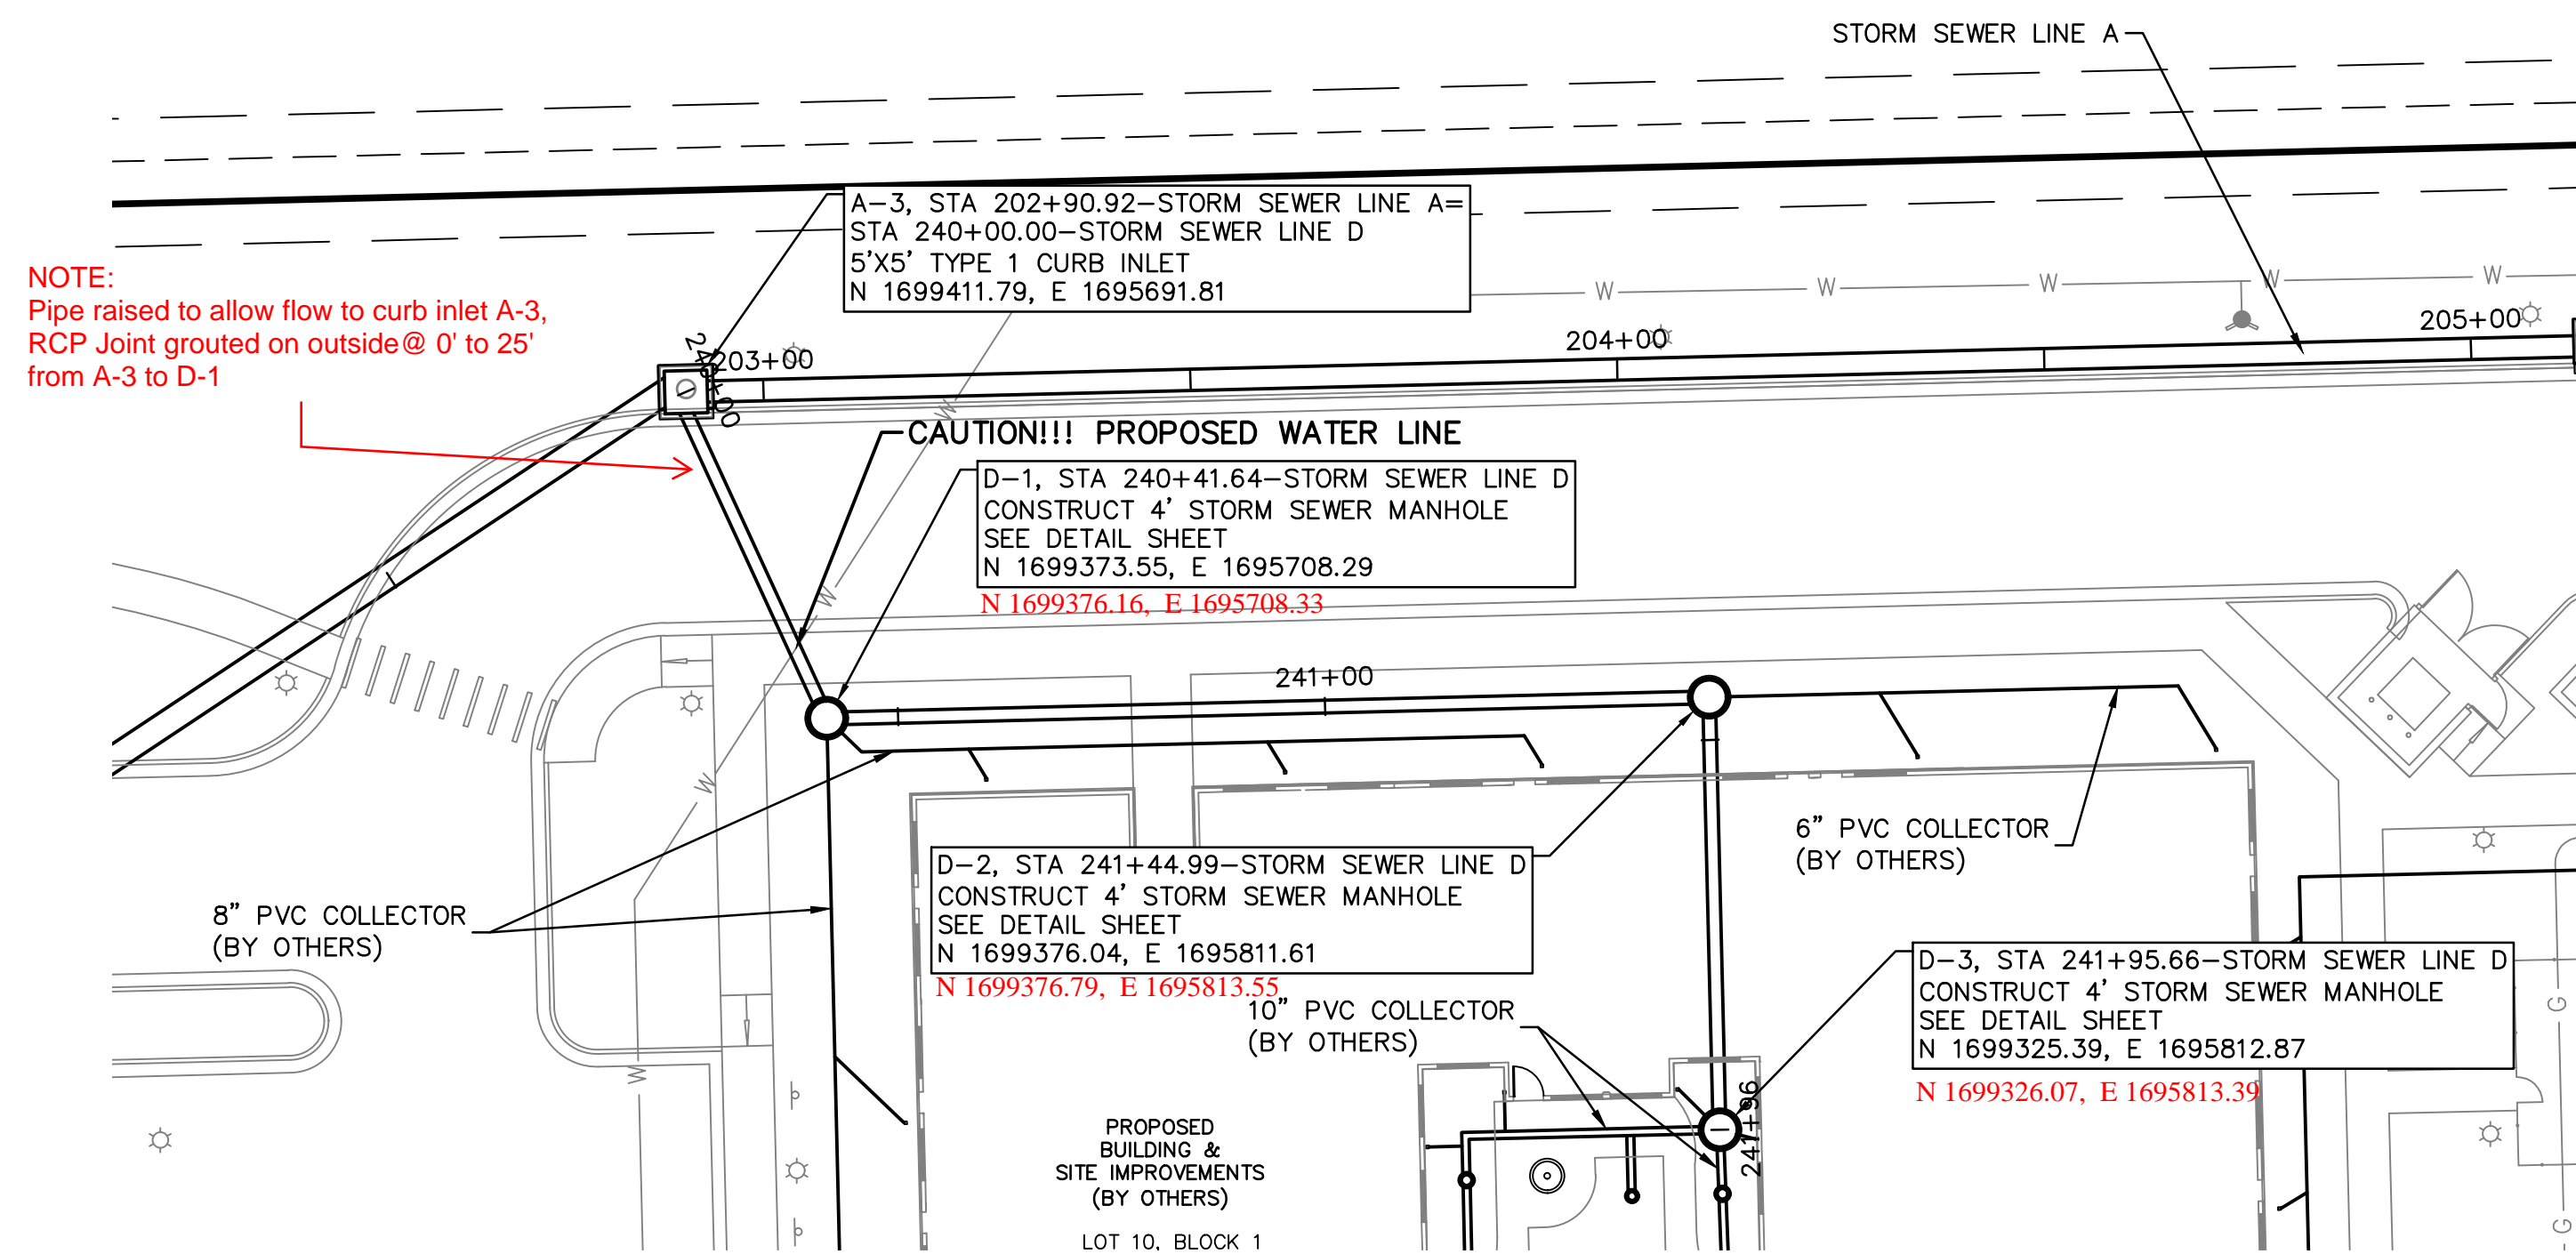 STORM SEWER LINE A
A-3, STA 202+90.92-STORM SEWER LINE A=
STA 240+00.00-STORM SEWER LINE D
5'X5' TYPE 1 CURB INLET
N 1699411.79, E 1695691.81
NOTE:
Pipe raised to allow flow to curb inlet A-3,
RCP Joint grouted on outside@ 0' to 25'
from A-3 to D-1
W
W
W
W
W
240+00
203+00
204+00
205+00
W
CAUTION!!! PROPOSED WATER LINE
D-1, STA 240+41.64-STORM SEWER LINE D
CONSTRUCT 4' STORM SEWER MANHOLE
SEE DETAIL SHEET
N 1699373.55, E 1695708.29
N 1699376.16, E 1695708.33
W
241+00
W
6" PVC COLLECTOR
(BY OTHERS)
D-2, STA 241+44.99-STORM SEWER LINE D
CONSTRUCT 4' STORM SEWER MANHOLE
SEE DETAIL SHEET
N 1699376.04, E 1695811.61
N 1699376.79, E 1695813.55
8" PVC COLLECTOR
(BY OTHERS)
10" PVC COLLECTOR
(BY OTHERS)
D-3, STA 241+95.66-STORM SEWER LINE D
CONSTRUCT 4' STORM SEWER MANHOLE
SEE DETAIL SHEET
N 1699325.39, E 1695812.87
N 1699326.07, E 1695813.39
G
W
241+96
PROPOSED
BUILDING &
SITE IMPROVEMENTS
(BY OTHERS)
LOT 10, BLOCK 1
G